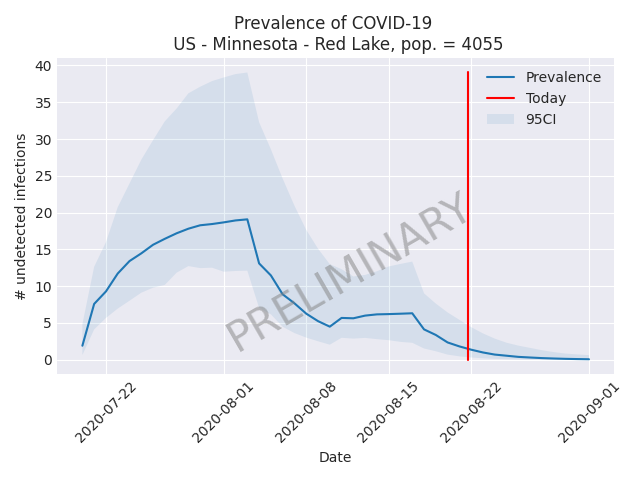 Prevalence of COVID-19
US - Minnesota - Red Lake, pop. = 4055
# undetected infections
40
35
30
25
20
15
10
5
0
Prevalence
Today
95CI
PRELIMINARY
2020-07-22
2020-08-01
2020-08-08
2020-08-15
2020-08-22
2020-09-01
Date